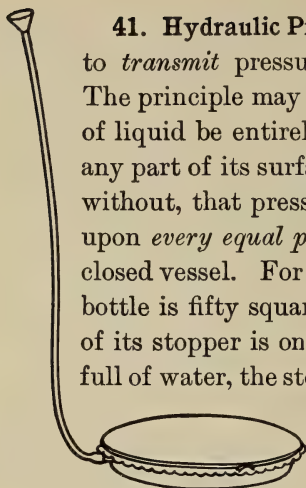 41. Hydraulic
to transmit pressu
The principle may
of liquid be entirel
any part of its surfa
without, that press
upon every equal p
closed vessel. For
bottle is fifty squar
of its stopper is on
full of water, the st